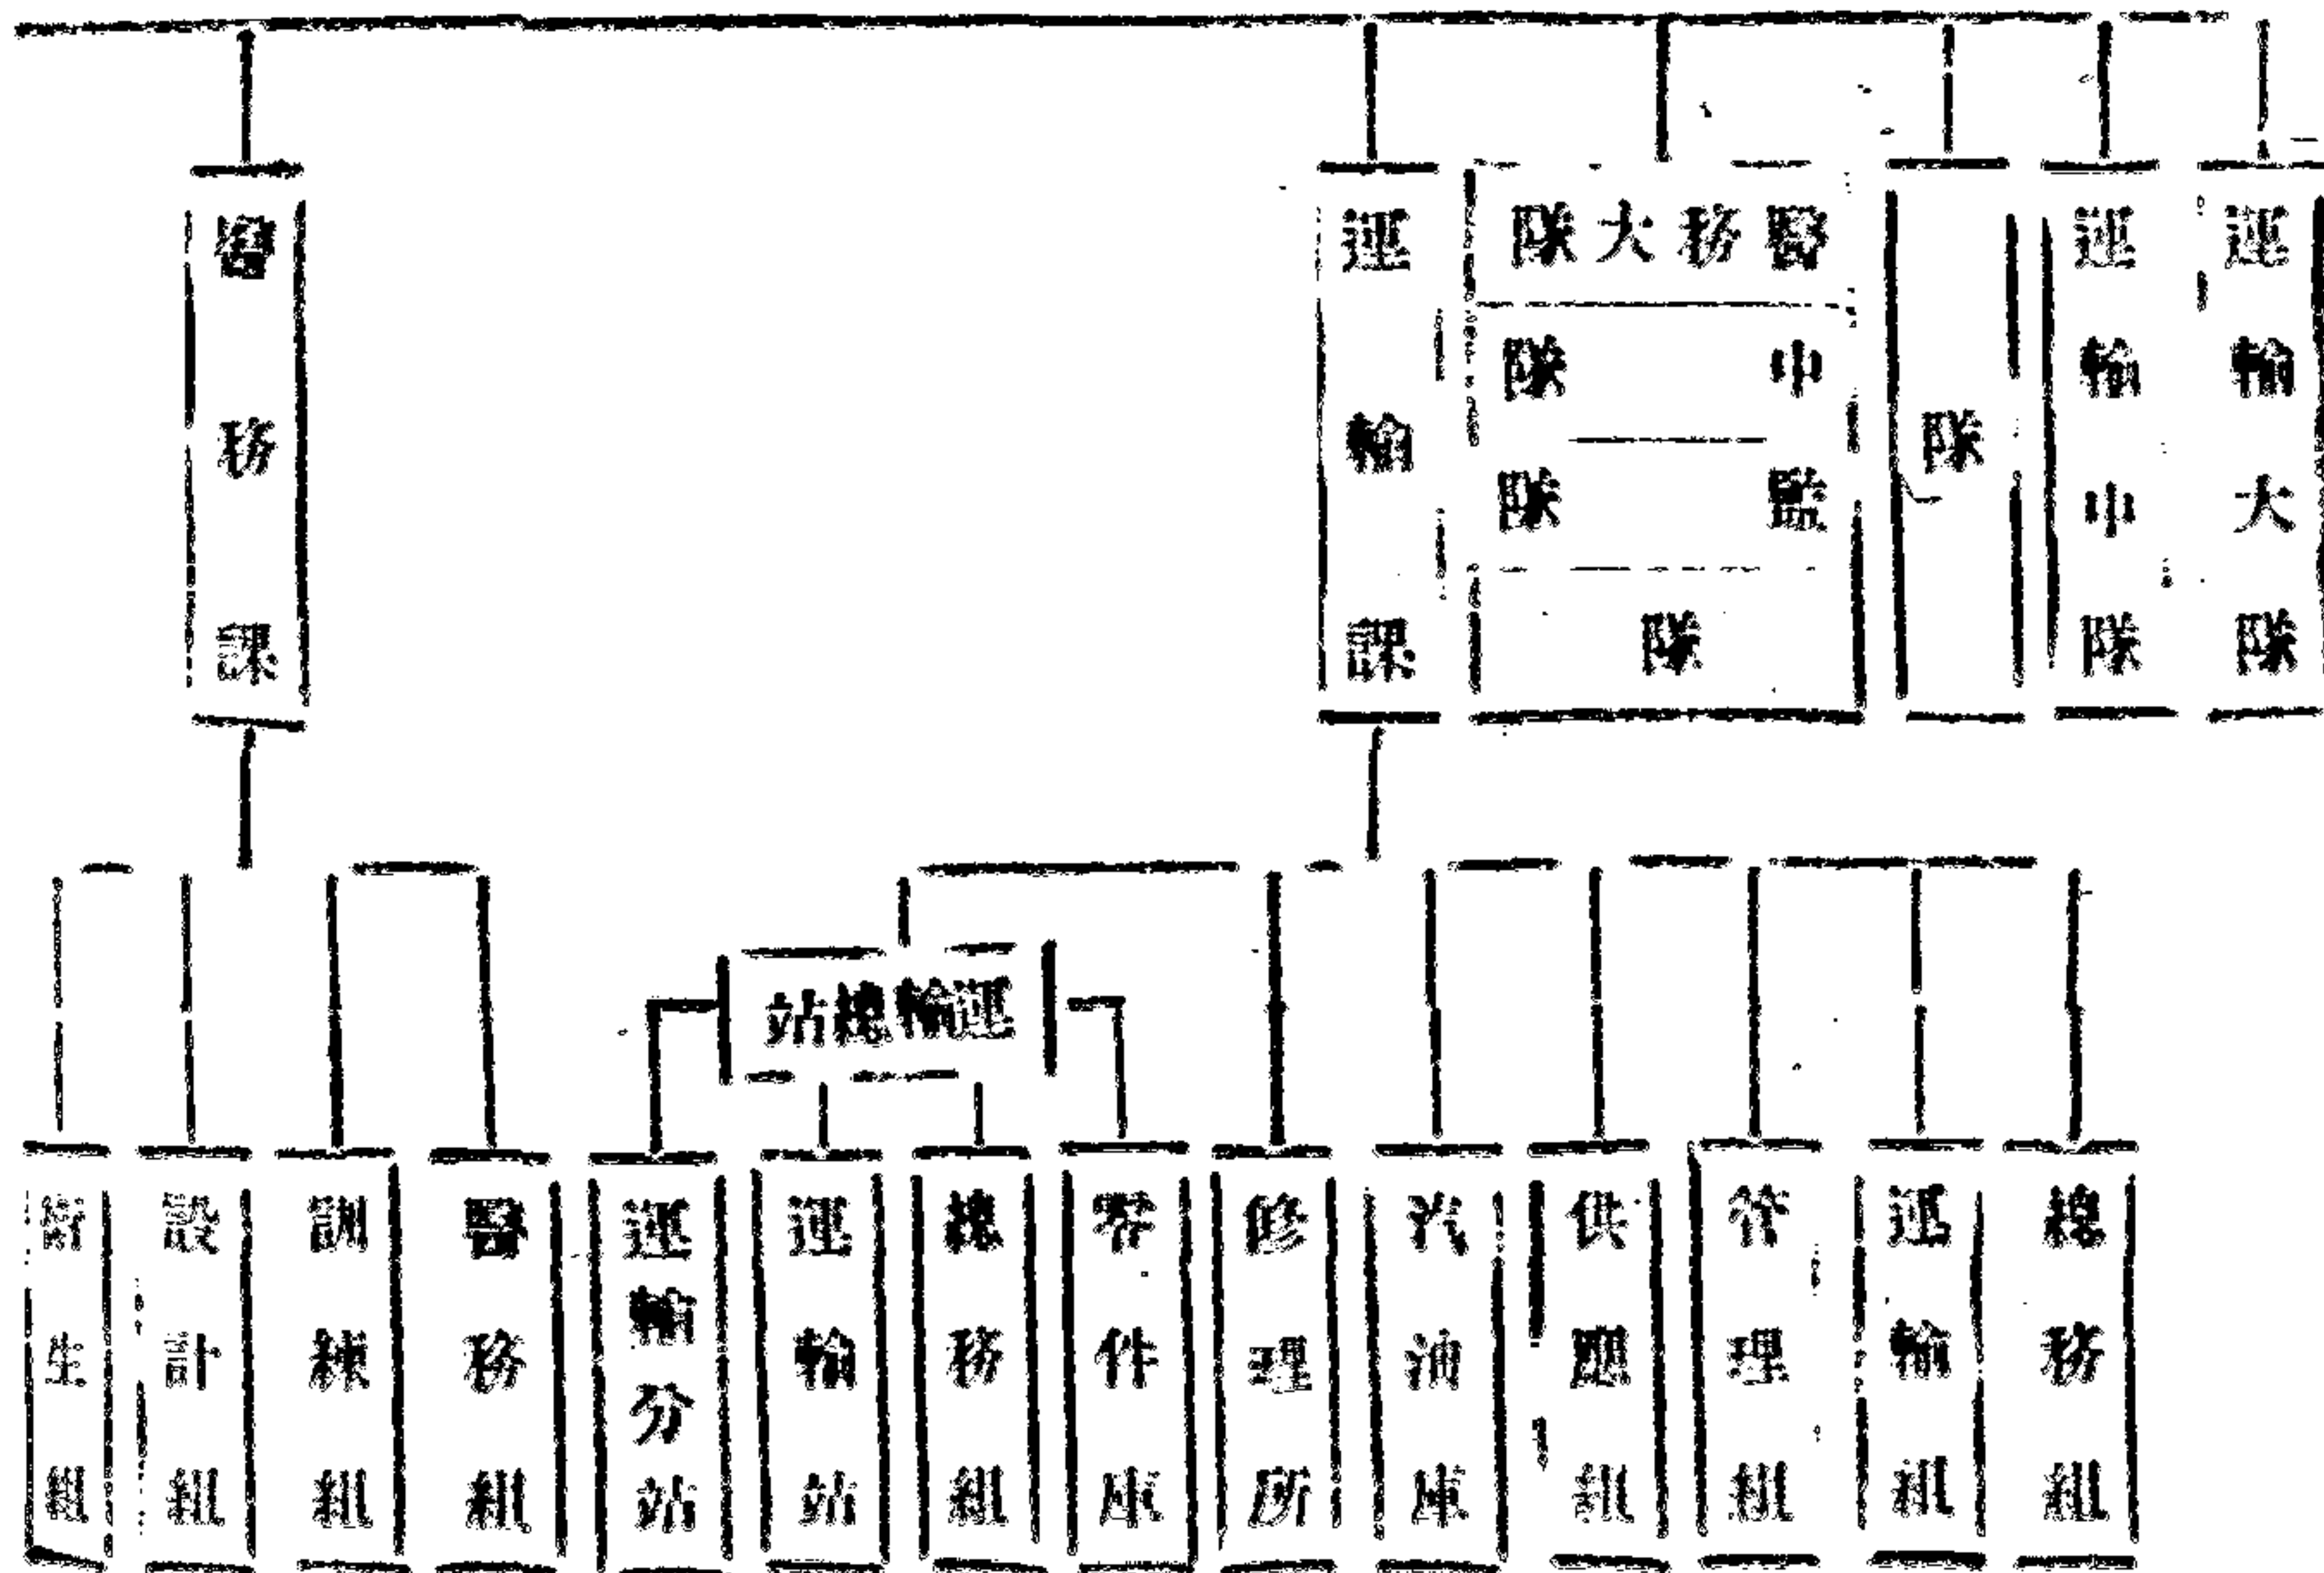 運輸大隊
運輸中隊
隊
醫務大隊
中隊
監隊
隊
運輸課
醫務課
運輸總站
總務組
運輸組
管理組
供應組
汽油庫
修理所
零件庫
總務組
運輸站
運輸分站
醫務組
訓練組
設計組
衛生組